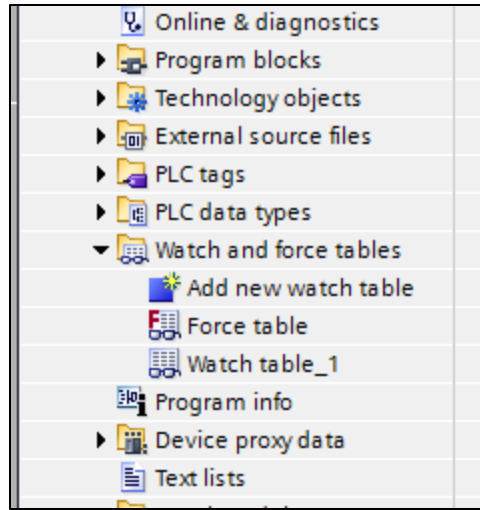 Online & diagnostics
Program blocks
Technology objects
External source files
PLC tags
PLC data types
Watch and force tables
Add new watch table
Force table
Watch table_1
Program info
Device proxy data
Text lists